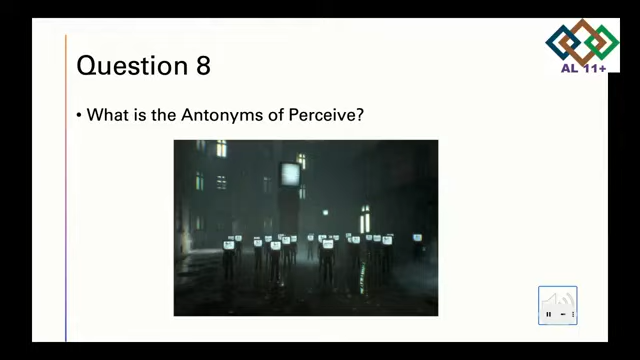 AL 11+
Question 8
• What is the Antonyms of Perceive?